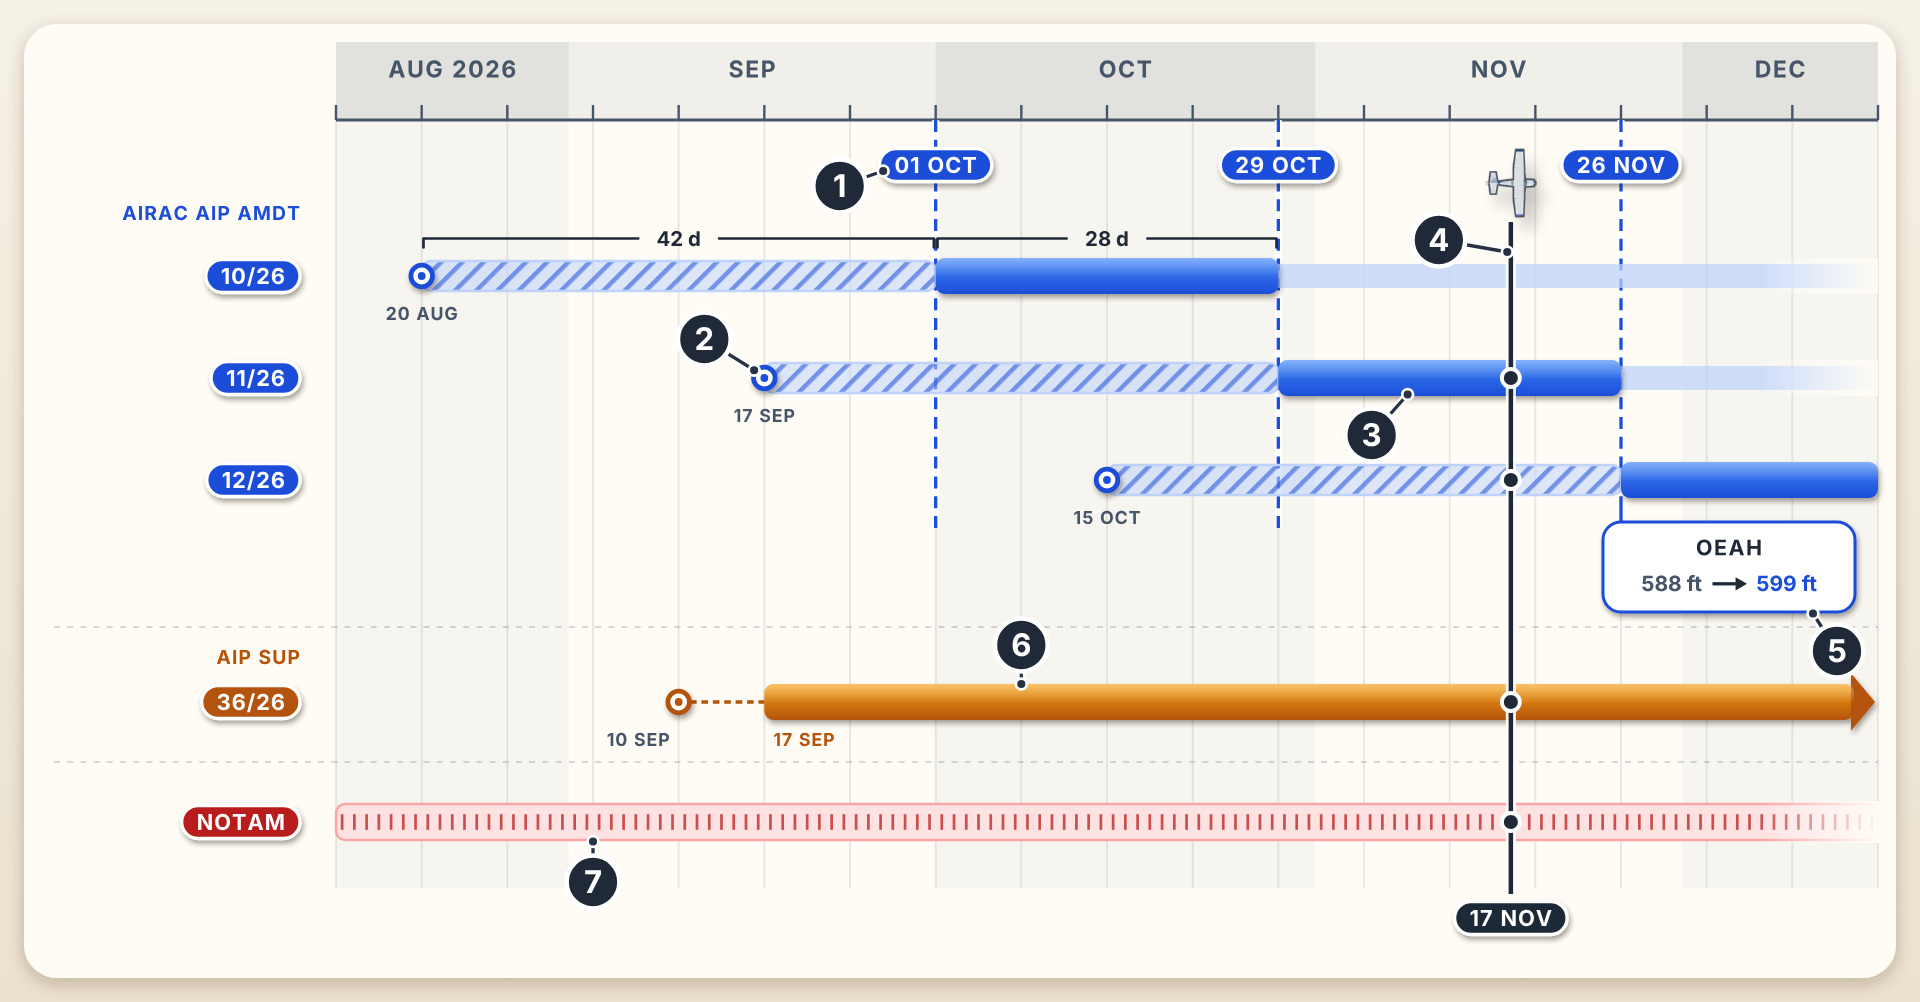 AUG 2026
SEP
OCT
NOV
DEC
1
01 OCT
29 OCT
26 NOV
AIRAC AIP AMDT
42 d
28 d
4
10/26
20 AUG
2
11/26
17 SEP
3
12/26
15 OCT
OEAH
588 ft → 599 ft
5
AIP SUP
6
36/26
10 SEP
17 SEP
NOTAM
7
17 NOV